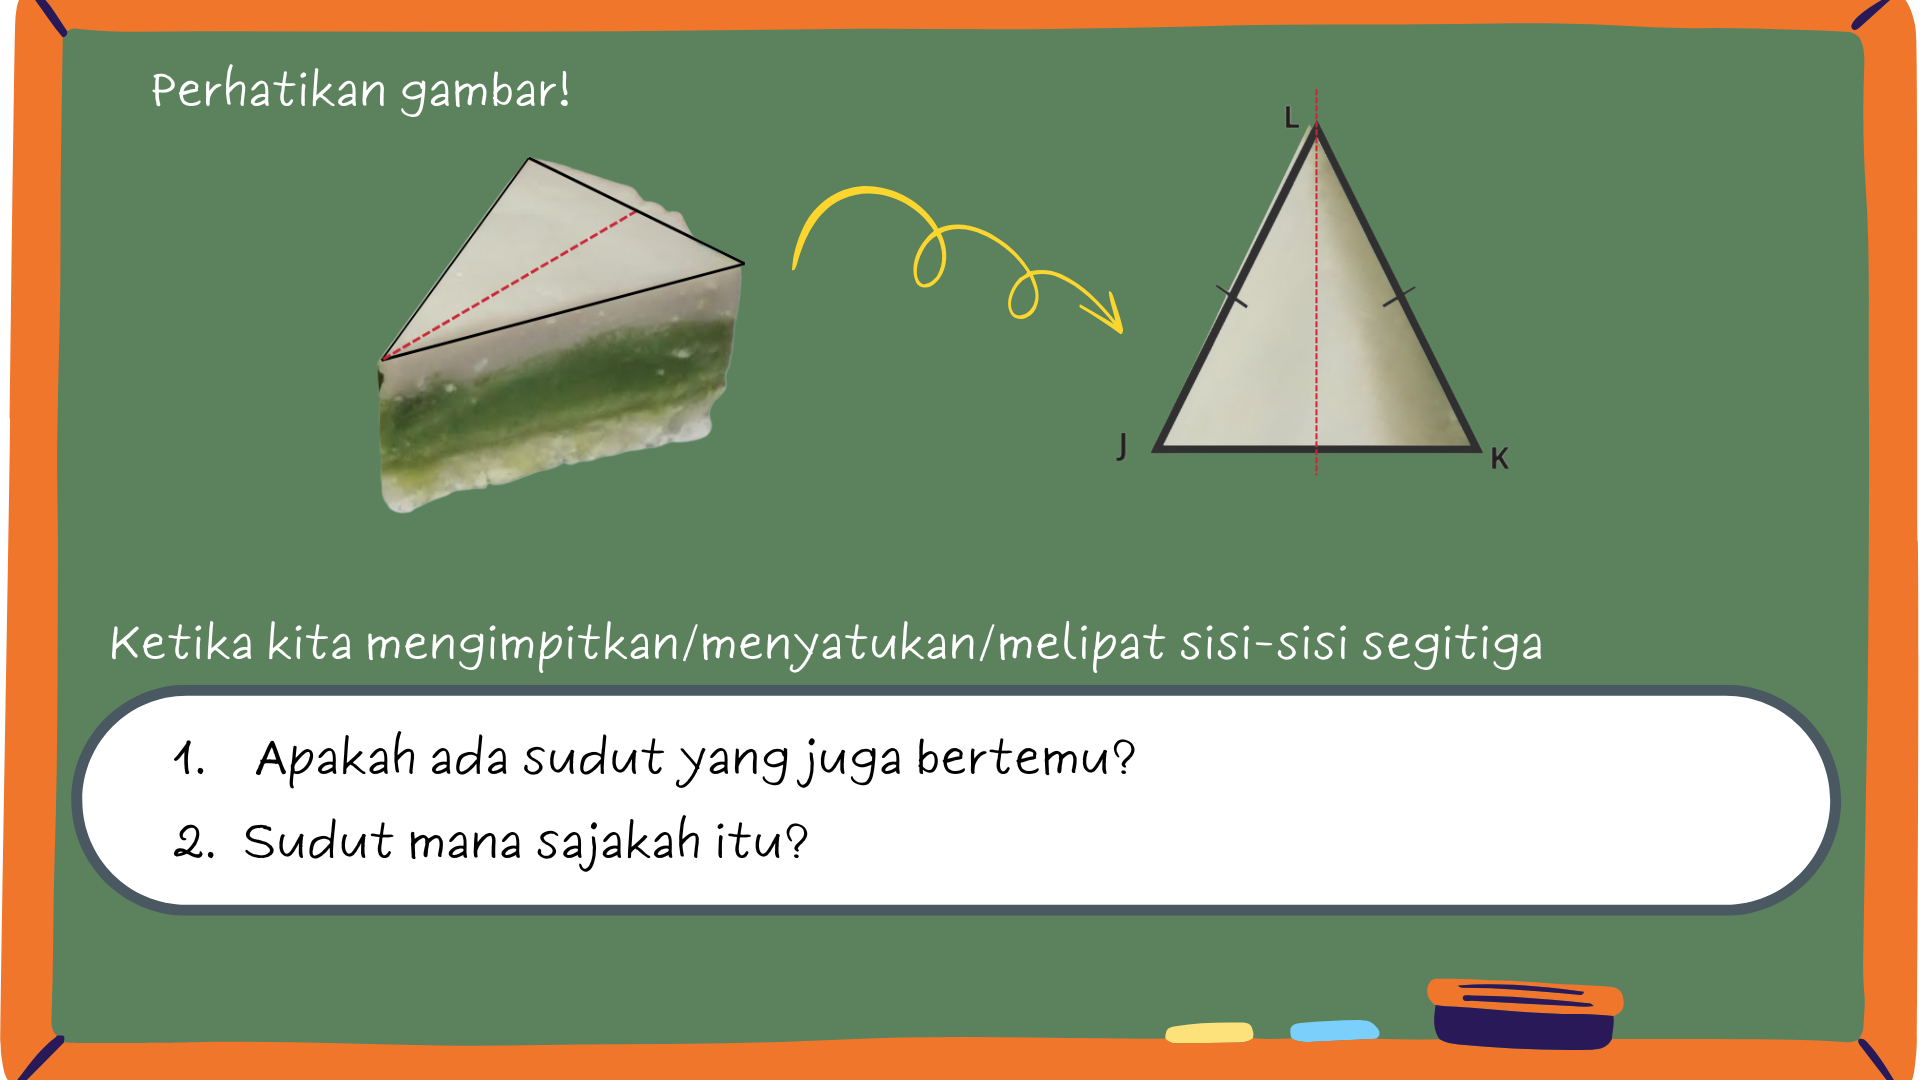 Perhatikan gambar!
L
J
K
Ketika kita mengimpitkan/menyatukan/melipat sisi-sisi segitiga
1. Apakah ada sudut yang juga bertemu?
2. Sudut mana sajakah itu?